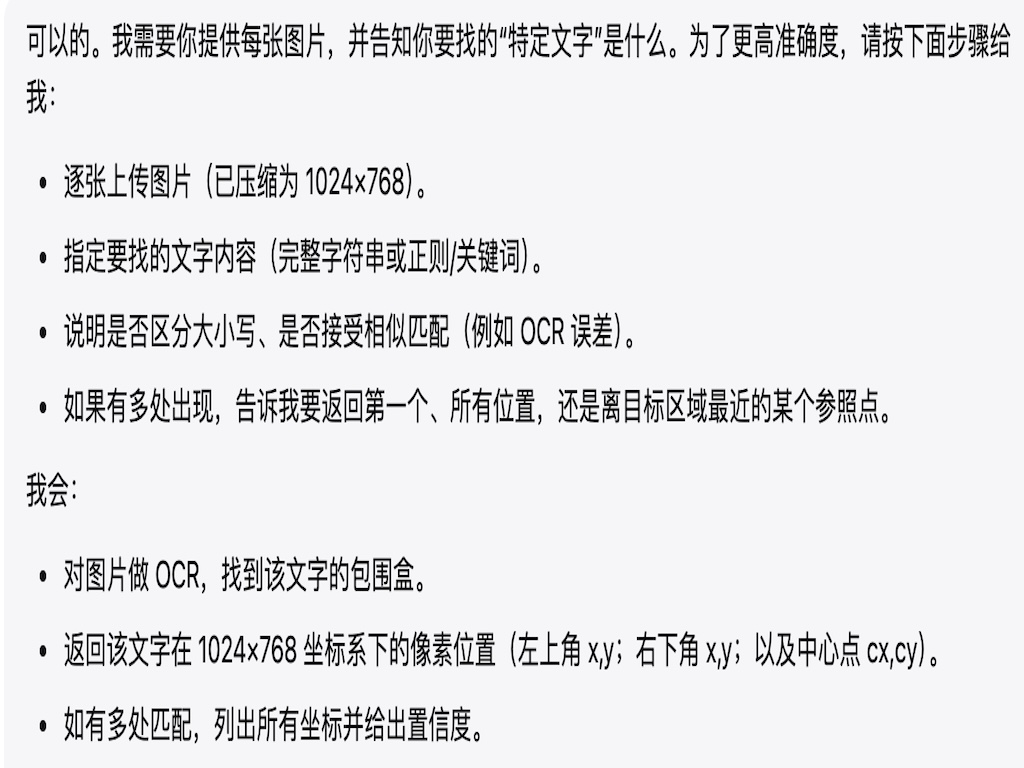 可以的。我需要你提供每张图片，并告知你要找的“特定文字”是什么。为了更高准确度，请按下面步骤给
我：
• 逐张上传图片（已压缩为 1024×768）。
• 指定要找的文字内容（完整字符串或正则/关键词）。
• 说明是否区分大小写、是否接受相似匹配（例如 OCR 误差）。
• 如果有多处出现，告诉我要返回第一个、所有位置，还是离目标区域最近的某个参照点。
我会：
• 对图片做 OCR，找到该文字的包围盒。
• 返回该文字在 1024×768 坐标系下的像素位置（左上角 x,y；右下角 x,y；以及中心点 cx,cy）。
• 如有多处匹配，列出所有坐标并给出置信度。